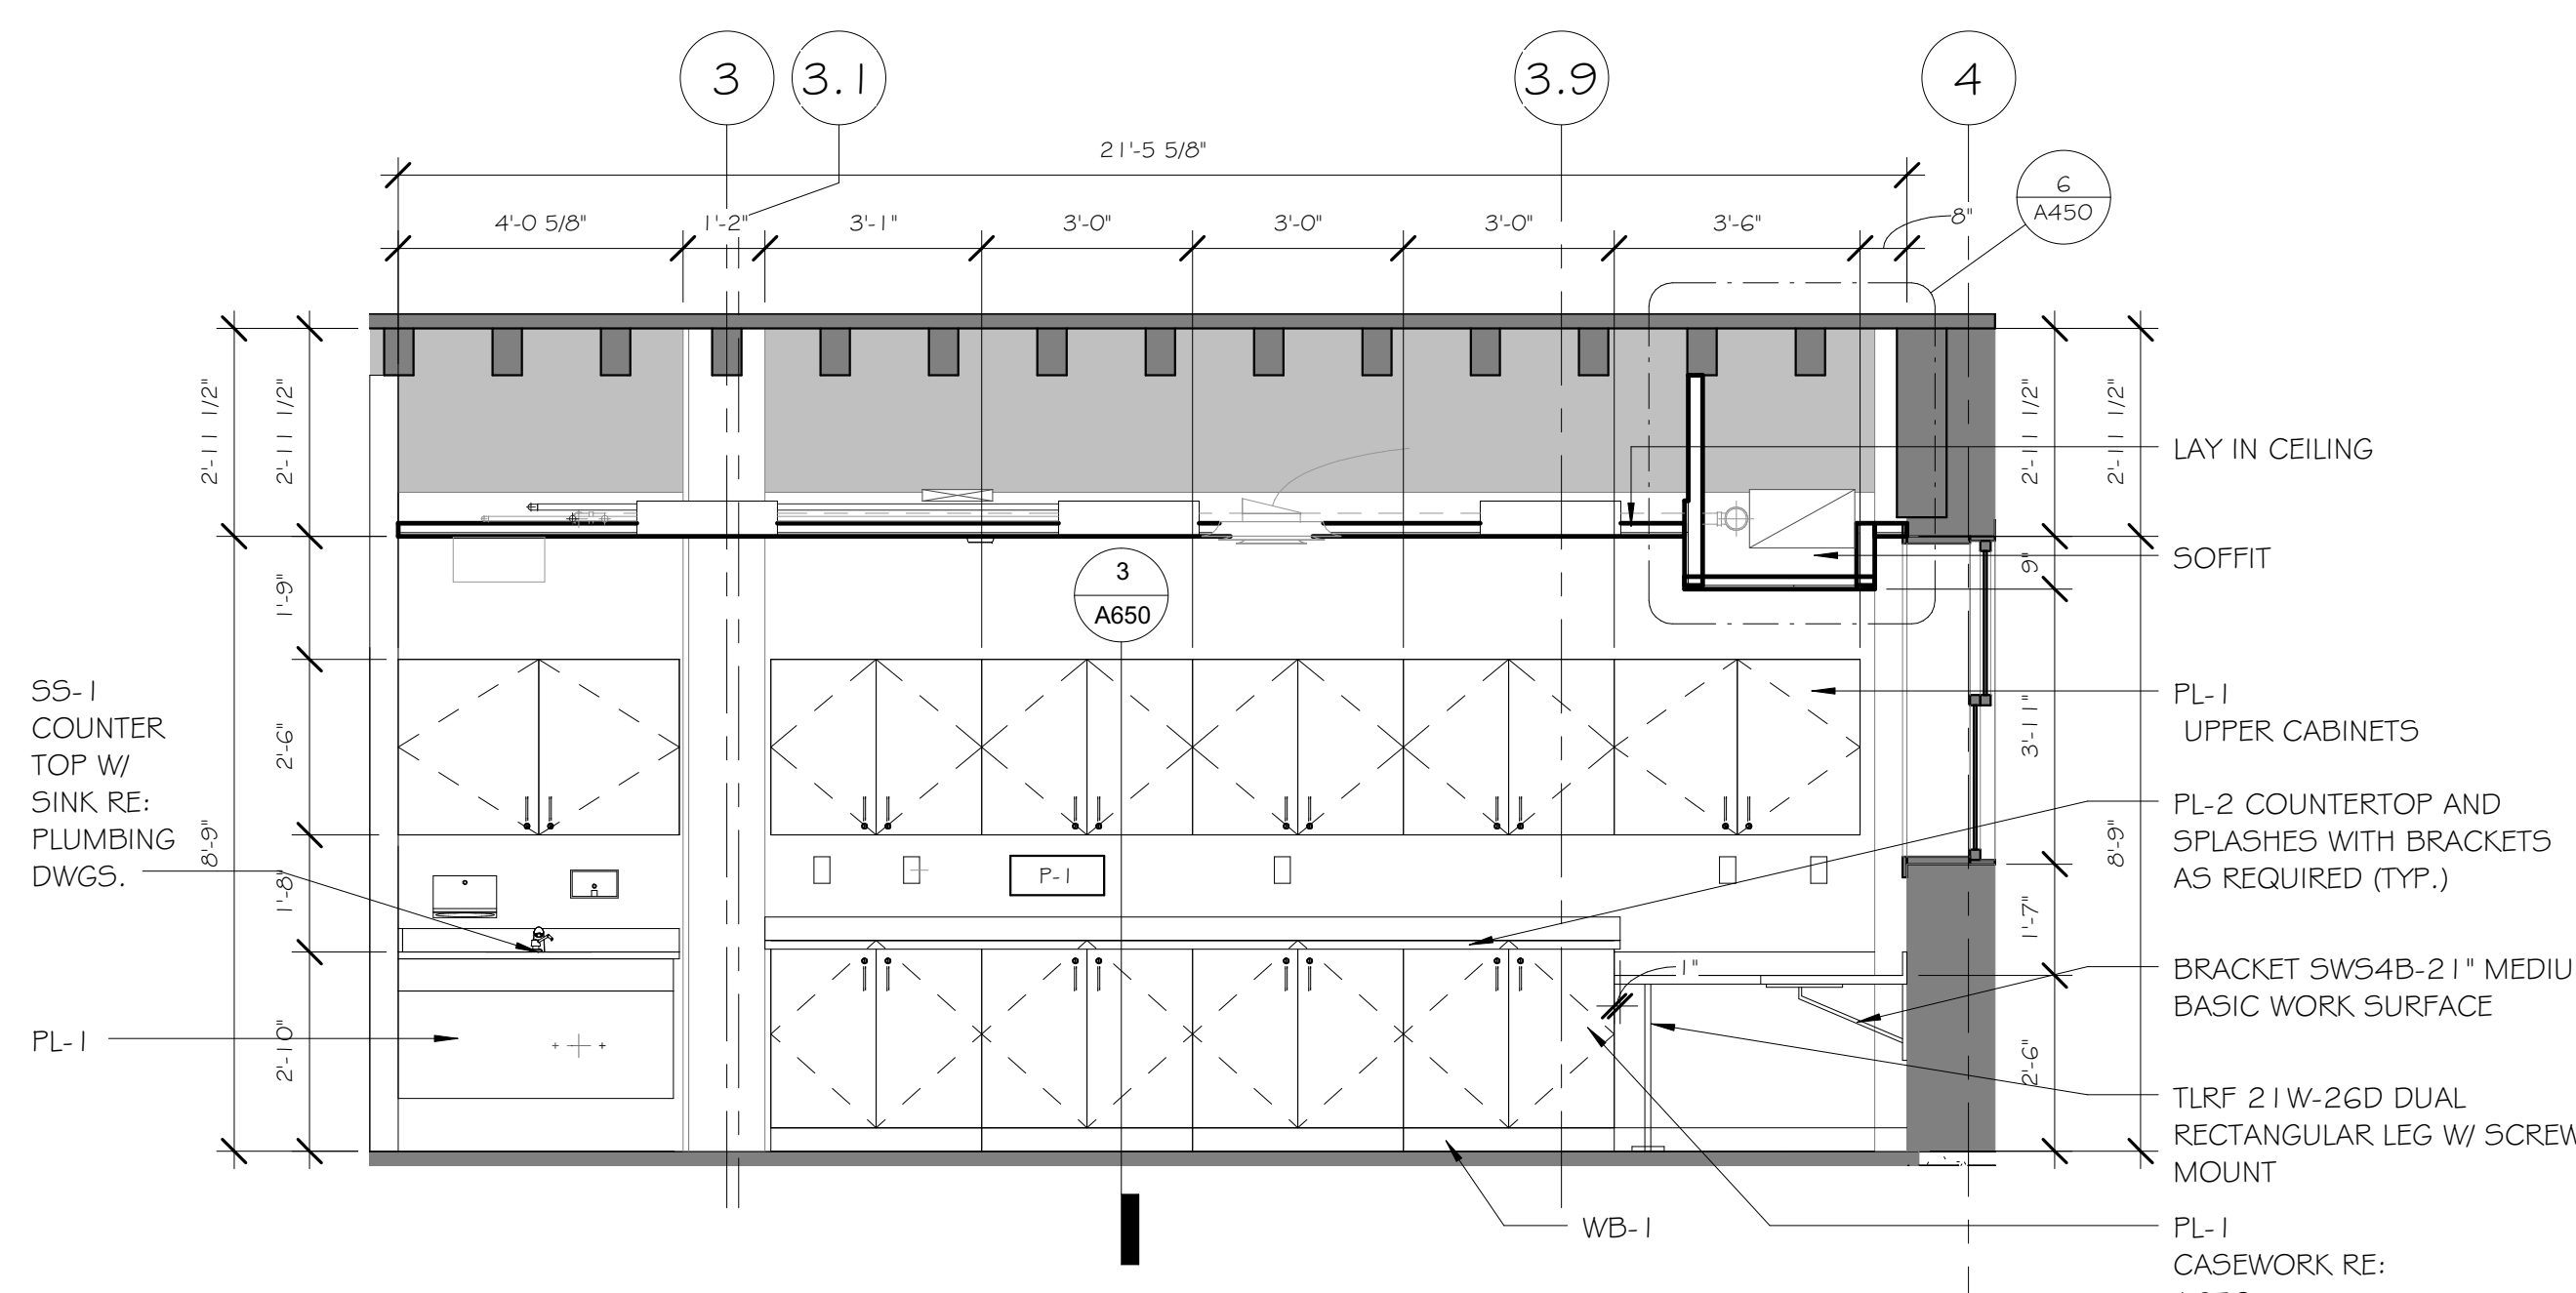 3
3.1
3.9
4
21'-5 5/8"
6
A450
4'-0 5/8"
1'-2"
3'-1"
3'-0"
3'-0"
3'-0"
3'-6"
8"
2'-11 1/2"
2'-11 1/2"
2'-11 1/2"
2'-11 1/2"
LAY IN CEILING
SOFFIT
9"
3
A650
1'-9"
SS-1
COUNTER
TOP W/
SINK RE:
PLUMBING
DWGS.
2'-6"
8'-9"
1'-8"
2'-10"
PL-1
P-1
PL-1
UPPER CABINETS
3'-11"
PL-2 COUNTERTOP AND
SPLASHES WITH BRACKETS
AS REQUIRED (TYP.)
8'-9"
1'-7"
1"
BRACKET SWS4B-21" MEDIU
BASIC WORK SURFACE
2'-6"
TLRF 21W-26D DUAL
RECTANGULAR LEG W/ SCREW
MOUNT
WB-1
PL-1
CASEWORK RE: